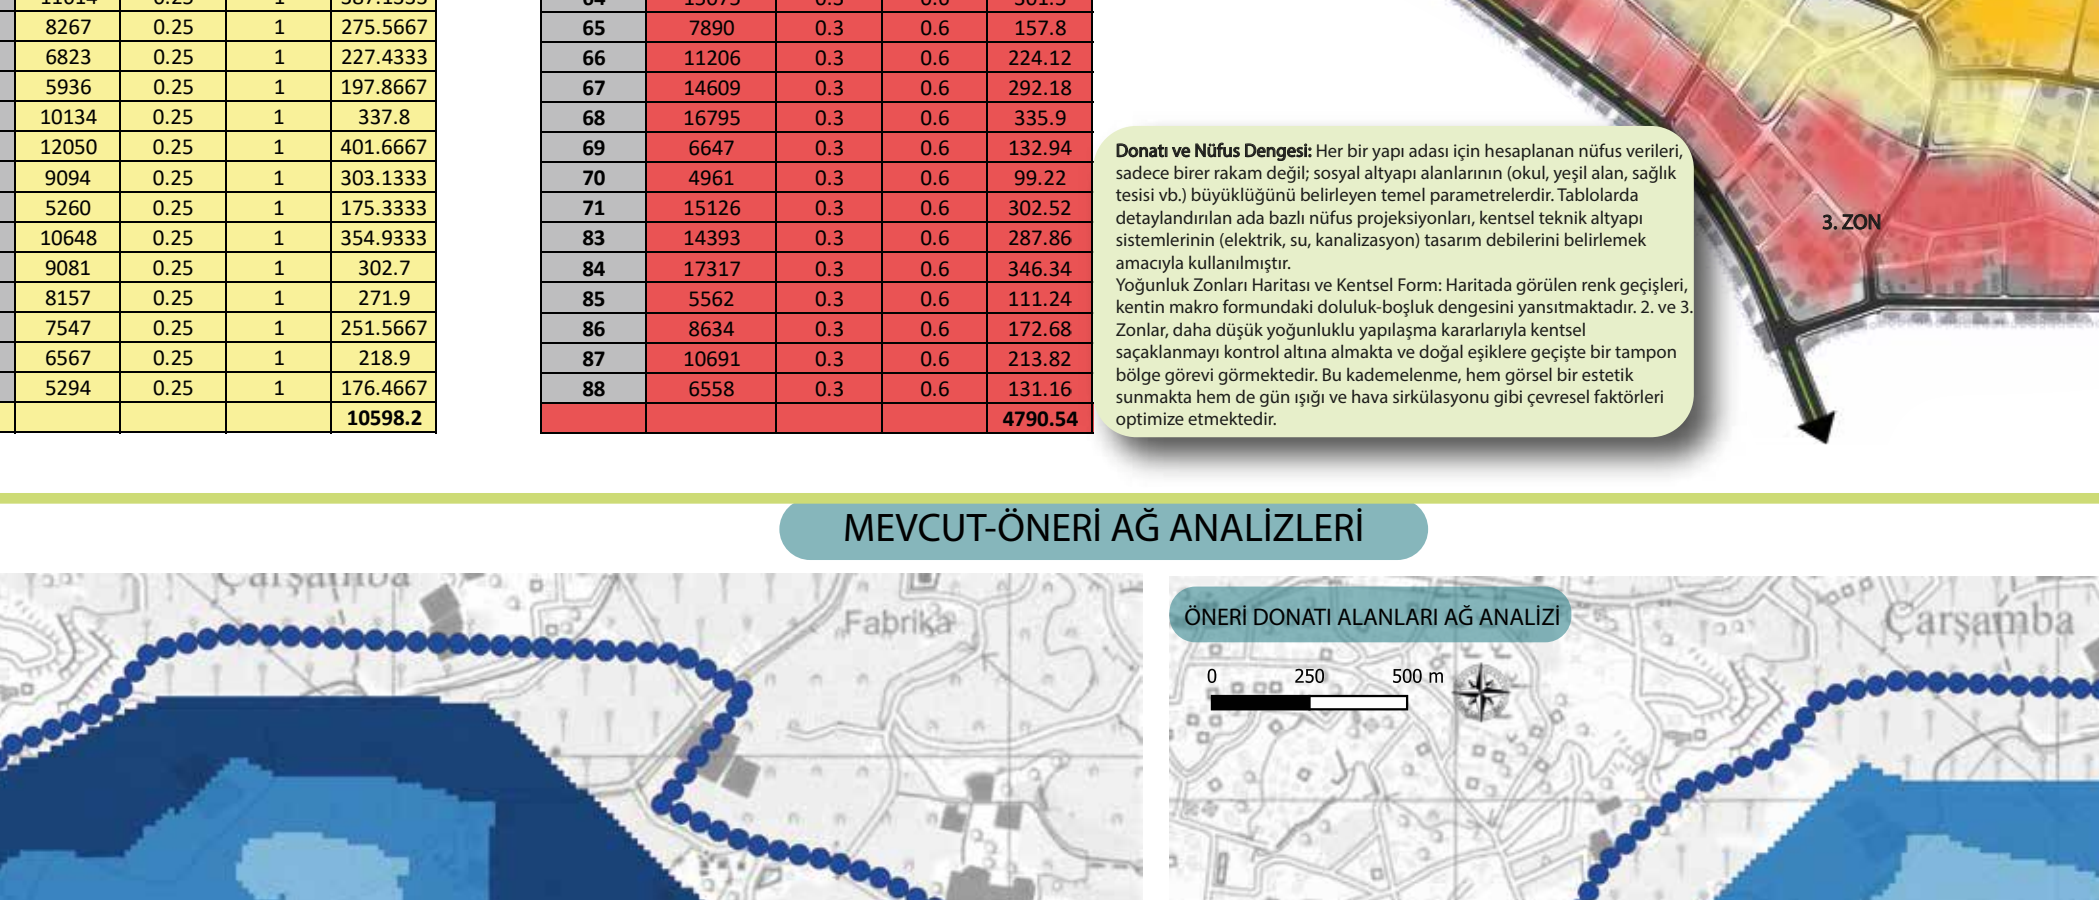 8267 0.25 1 275.5667
6823 0.25 1 227.4333
5936 0.25 1 197.8667
10134 0.25 1 337.8
12050 0.25 1 401.6667
9094 0.25 1 303.1333
5260 0.25 1 175.3333
10648 0.25 1 354.9333
9081 0.25 1 302.7
8157 0.25 1 271.9
7547 0.25 1 251.5667
6567 0.25 1 218.9
5294 0.25 1 176.4667
10598.2
65 7890 0.3 0.6 157.8
66 11206 0.3 0.6 224.12
67 14609 0.3 0.6 292.18
68 16795 0.3 0.6 335.9
69 6647 0.3 0.6 132.94
70 4961 0.3 0.6 99.22
71 15126 0.3 0.6 302.52
83 14393 0.3 0.6 287.86
84 17317 0.3 0.6 346.34
85 5562 0.3 0.6 111.24
86 8634 0.3 0.6 172.68
87 10691 0.3 0.6 213.82
88 6558 0.3 0.6 131.16
4790.54
Donatı ve Nüfus Dengesi: Her bir yapı adası için hesaplanan nüfus verileri,
sadece birer rakam değil; sosyal altyapı alanlarının (okul, yeşil alan, sağlık
tesisi vb.) büyüklüğünü belirleyen temel parametrelerdir. Tablolarda
detaylandırılan ada bazlı nüfus projeksiyonları, kentsel teknik altyapı
sistemlerinin (elektrik, su, kanalizasyon) tasarım debilerini belirlemek
amacıyla kullanılmıştır.
Yoğunluk Zonları Haritası ve Kentsel Form: Haritada görülen renk geçişleri,
kentin makro formundaki doluluk-boşluk dengesini yansıtmaktadır. 2. ve 3.
Zonlar, daha düşük yoğunluklu yapılaşma kararlarıyla kentsel
saçaklanmayı kontrol altına almakta ve doğal eşiklere geçişte bir tampon
bölge görevi görmektedir. Bu kademelenme, hem görsel bir estetik
sunmakta hem de gün ışığı ve hava sirkülasyonu gibi çevresel faktörleri
optimize etmektedir.
3. ZON
MEVCUT-ÖNERİ AĞ ANALİZLERİ
Çarşamba
Fabrika
ÖNERİ DONATI ALANLARI AĞ ANALİZİ
0 250 500 m
Çarşamba